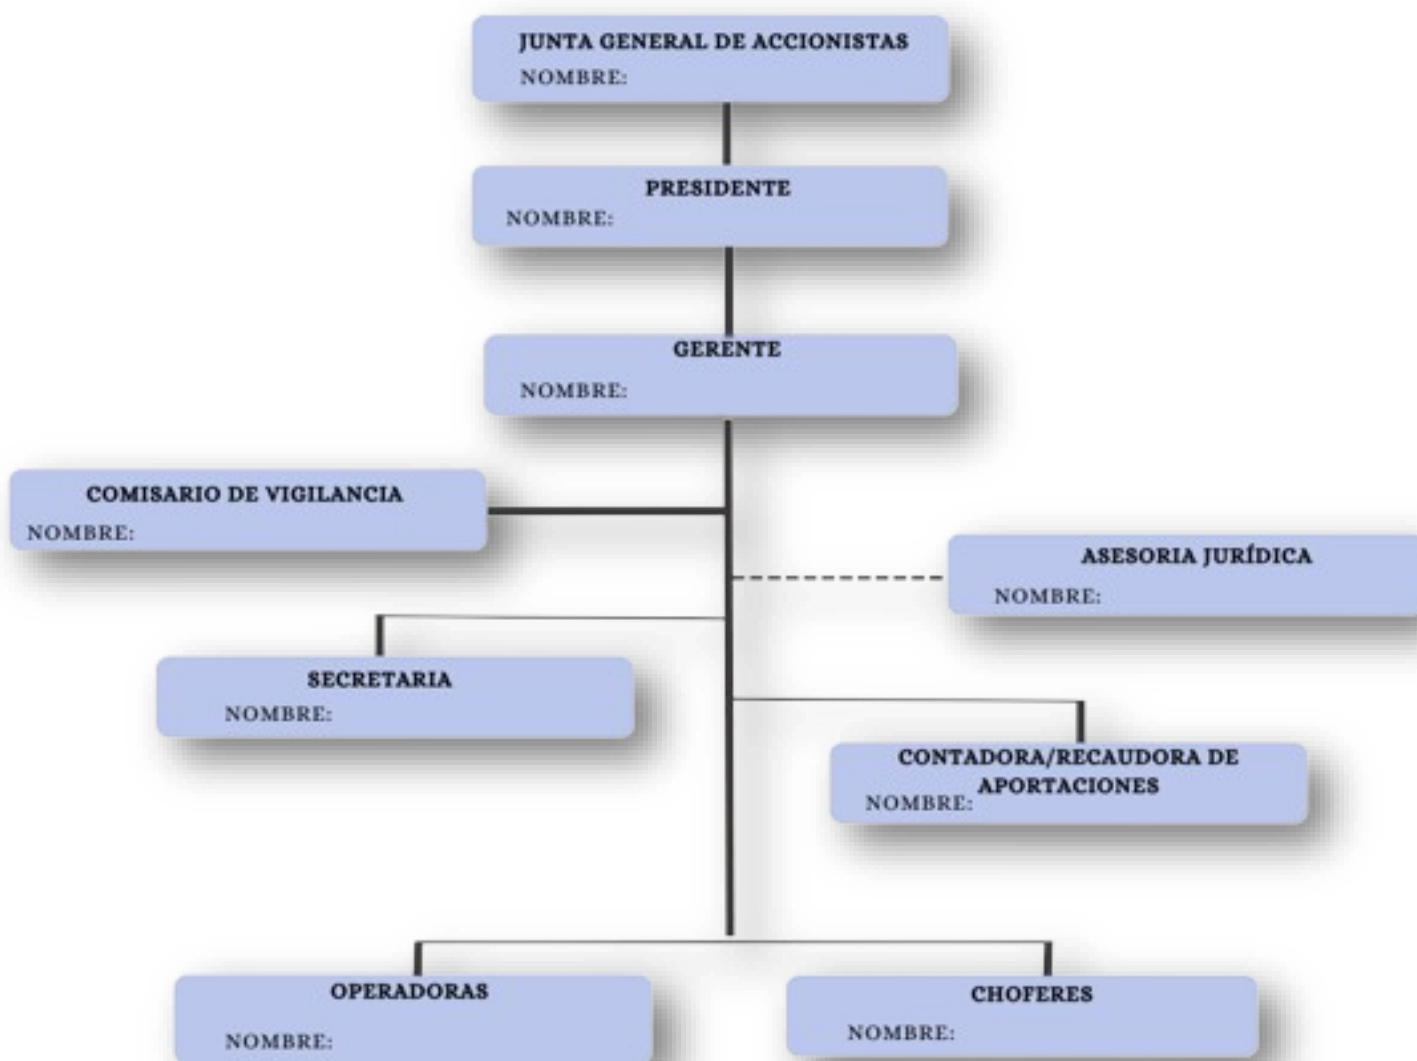 JUNTA GENERAL DE ACCIONISTAS
NOMBRE:
PRESIDENTE
NOMBRE:
GERENTE
NOMBRE:
COMISARIO DE VIGILANCIA
NOMBRE:
ASESORIA JURÍDICA
NOMBRE:
SECRETARIA
NOMBRE:
CONTADORA/RECAUDORA DE
APORTACIONES
NOMBRE:
OPERADORAS
NOMBRE:
CHOFERES
NOMBRE: